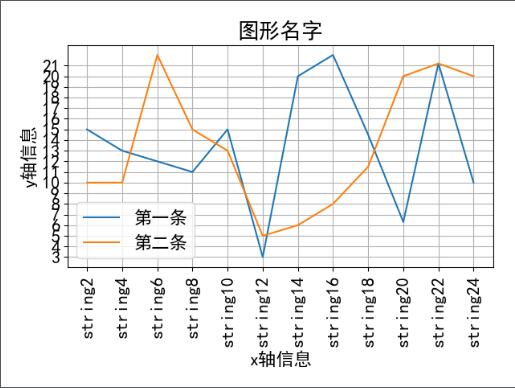 图形名字
y轴信息
21
20
19
18
17
16
15
14
13
12
11
10
9
8
7
6
5
4
3
第一条
第二条
string2
string4
string6
string8
string10
string12
string14
string16
string18
string20
string22
string24
x轴信息